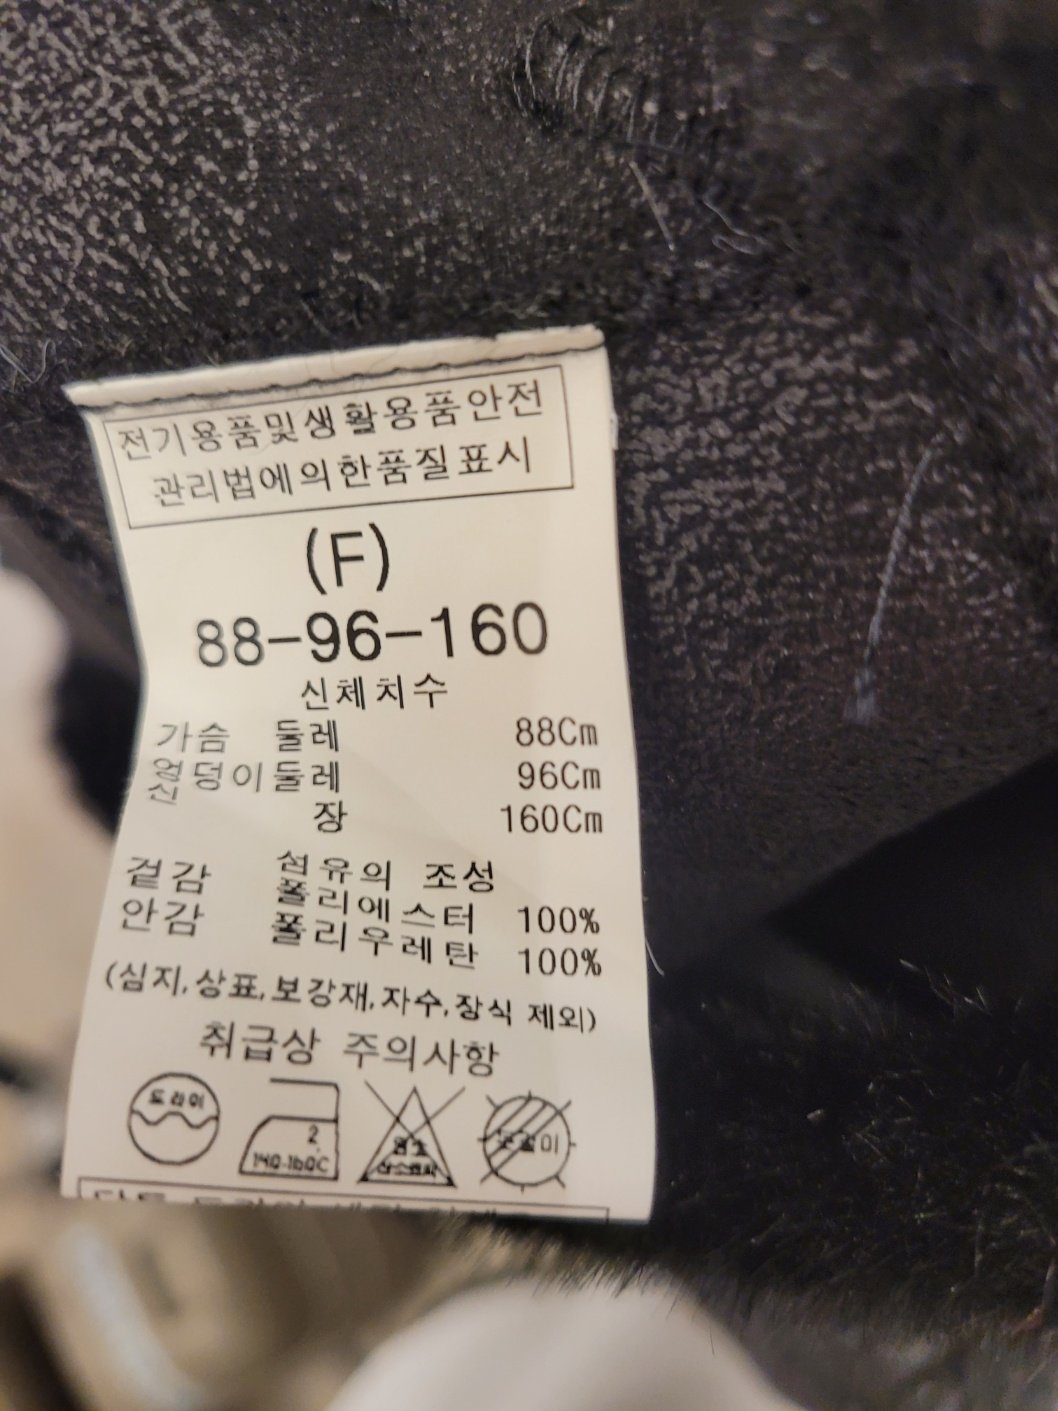 전기용품및생활용품안전
관리법에의한품질표시
(F)
88-96-160
신체치수
가슴 둘레 88Cm
엉덩이둘레 96Cm
신 장 160Cm
섬유의 조성
겉감 폴리에스터 100%
안감 폴리우레탄 100%
(심지,상표,보강재,자수,장식 제외)
취급상 주의사항
드라이
2
140-160C
염소